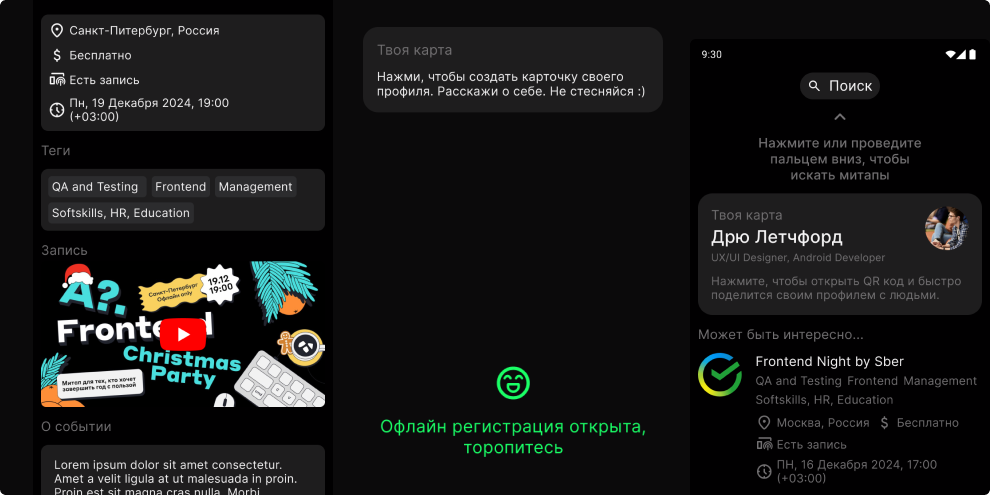 Санкт-Питербург, Россия
Бесплатно
Есть запись
Пн, 19 Декабря 2024, 19:00
(+03:00)
Теги
QA and Testing
Frontend
Management
Softskills, HR, Education
Запись
А?.
Санкт-Петербург
Офлайн only
19.12
19:00
Frontend
Christmas
Party
Митап для тех, кто хочет
завершить год с пользой
О событии
Lorem ipsum dolor sit amet consectetur.
Amet a velit ligula at ut malesuada in proin.
Proin est sit magna cras nulla. Morbi
Твоя карта
Нажми, чтобы создать карточку своего
профиля. Расскажи о себе. Не стесняйся :)
Офлайн регистрация открыта,
торопитесь
9:30
Поиск
Нажмите или проведите
пальцем вниз, чтобы
искать митапы
Твоя карта
Дрю Летчфорд
UX/UI Designer, Android Developer
Нажмите, чтобы открыть QR код и быстро
поделится своим профилем с людьми.
Может быть интересно...
Frontend Night by Sber
QA and Testing Frontend Management
Softskills, HR, Education
Москва, Россия
Бесплатно
Есть запись
ПН, 16 Декабря 2024, 17:00
(+03:00)